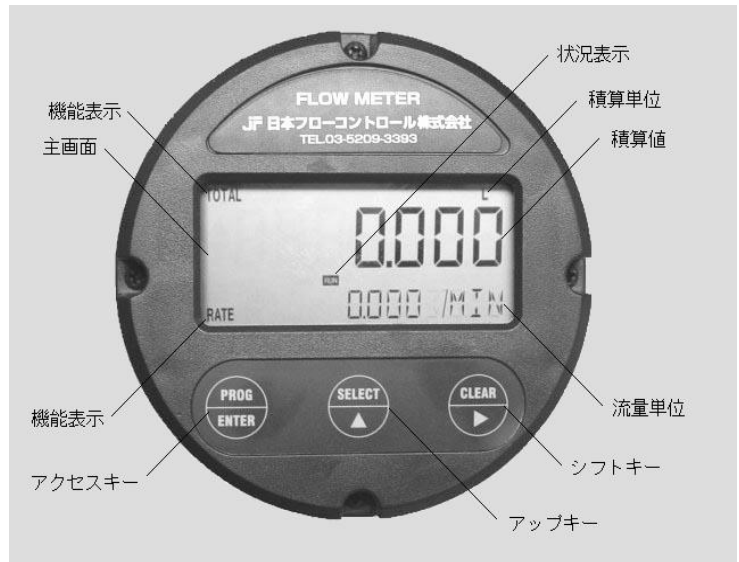 状況表示
FLOW METER
機能表示
積算単位
JF 日本フローコントロール株式会社
主画面
TEL.03-5209-3393
積算値
TOTAL
L
0.000
RUN
RATE
0.000 /MIN
PROG
ENTER
SELECT
CLEAR
機能表示
流量単位
アクセスキー
シフトキー
アップキー